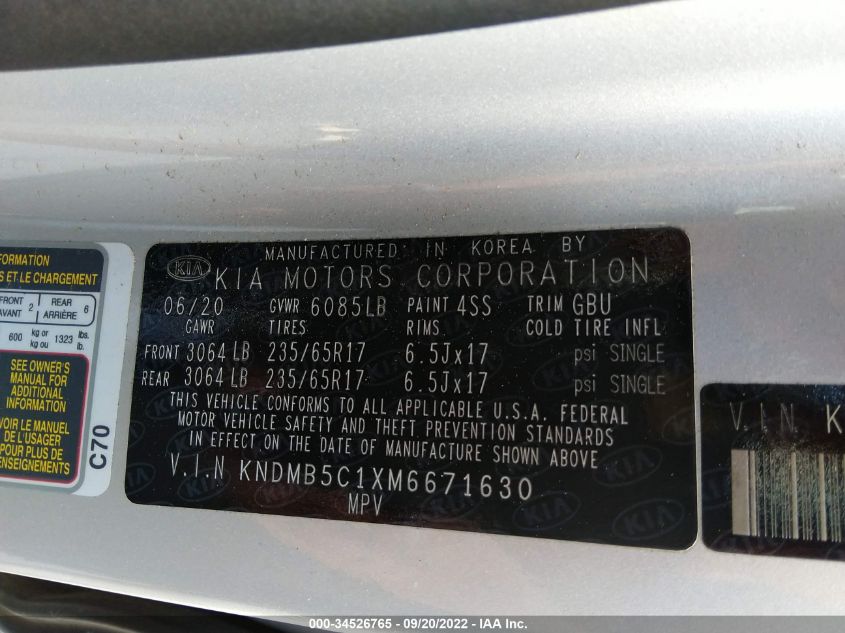 FORMATION
S ET LE CHARGEMENT
FRONT 2 REAR 6
AVANT ARRIÈRE
600 kg or 1323 lbs.
kg ou lb.
SEE OWNER'S
MANUAL FOR
ADDITIONAL
INFORMATION
VOIR LE MANUEL
DE L'USAGER
POUR PLUS DE
RENSEIGNEMENTS
C70
MANUFACTURED IN KOREA BY
KIA KIA MOTORS CORPORATION
06/20 GVWR 6085LB PAINT 4SS TRIM GBU
GAWR TIRES RIMS COLD TIRE INFL
FRONT 3064 LB 235/65R17 6.5Jx17 psi SINGLE
REAR 3064 LB 235/65R17 6.5Jx17 psi SINGLE
THIS VEHICLE CONFORMS TO ALL APPLICABLE U.S.A. FEDERAL
MOTOR VEHICLE SAFETY AND THEFT PREVENTION STANDARDS
IN EFFECT ON THE DATE OF MANUFACTURE SHOWN ABOVE
V.I.N KNDMB5C1XM6671630
MPV
V.I.N K
000-34526765 - 09/20/2022 - IAA Inc.